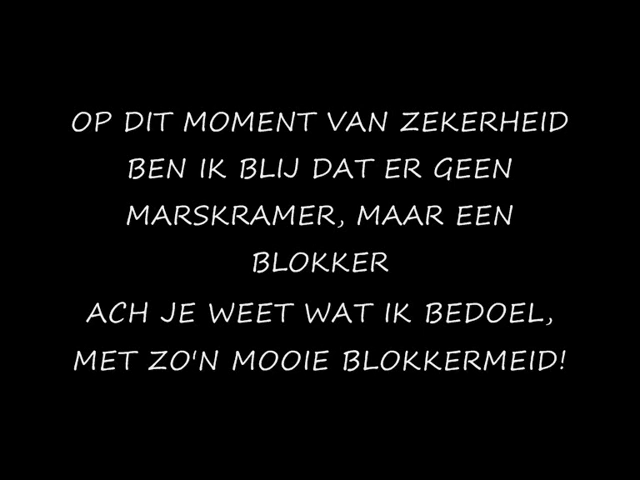 OP DIT MOMENT VAN ZEKERHEID
BEN IK BLIJ DAT ER GEEN
MARSKRAMER, MAAR EEN
BLOKKER
ACH JE WEET WAT IK BEDOEL,
MET ZO'N MOOIE BLOKKERMEID!